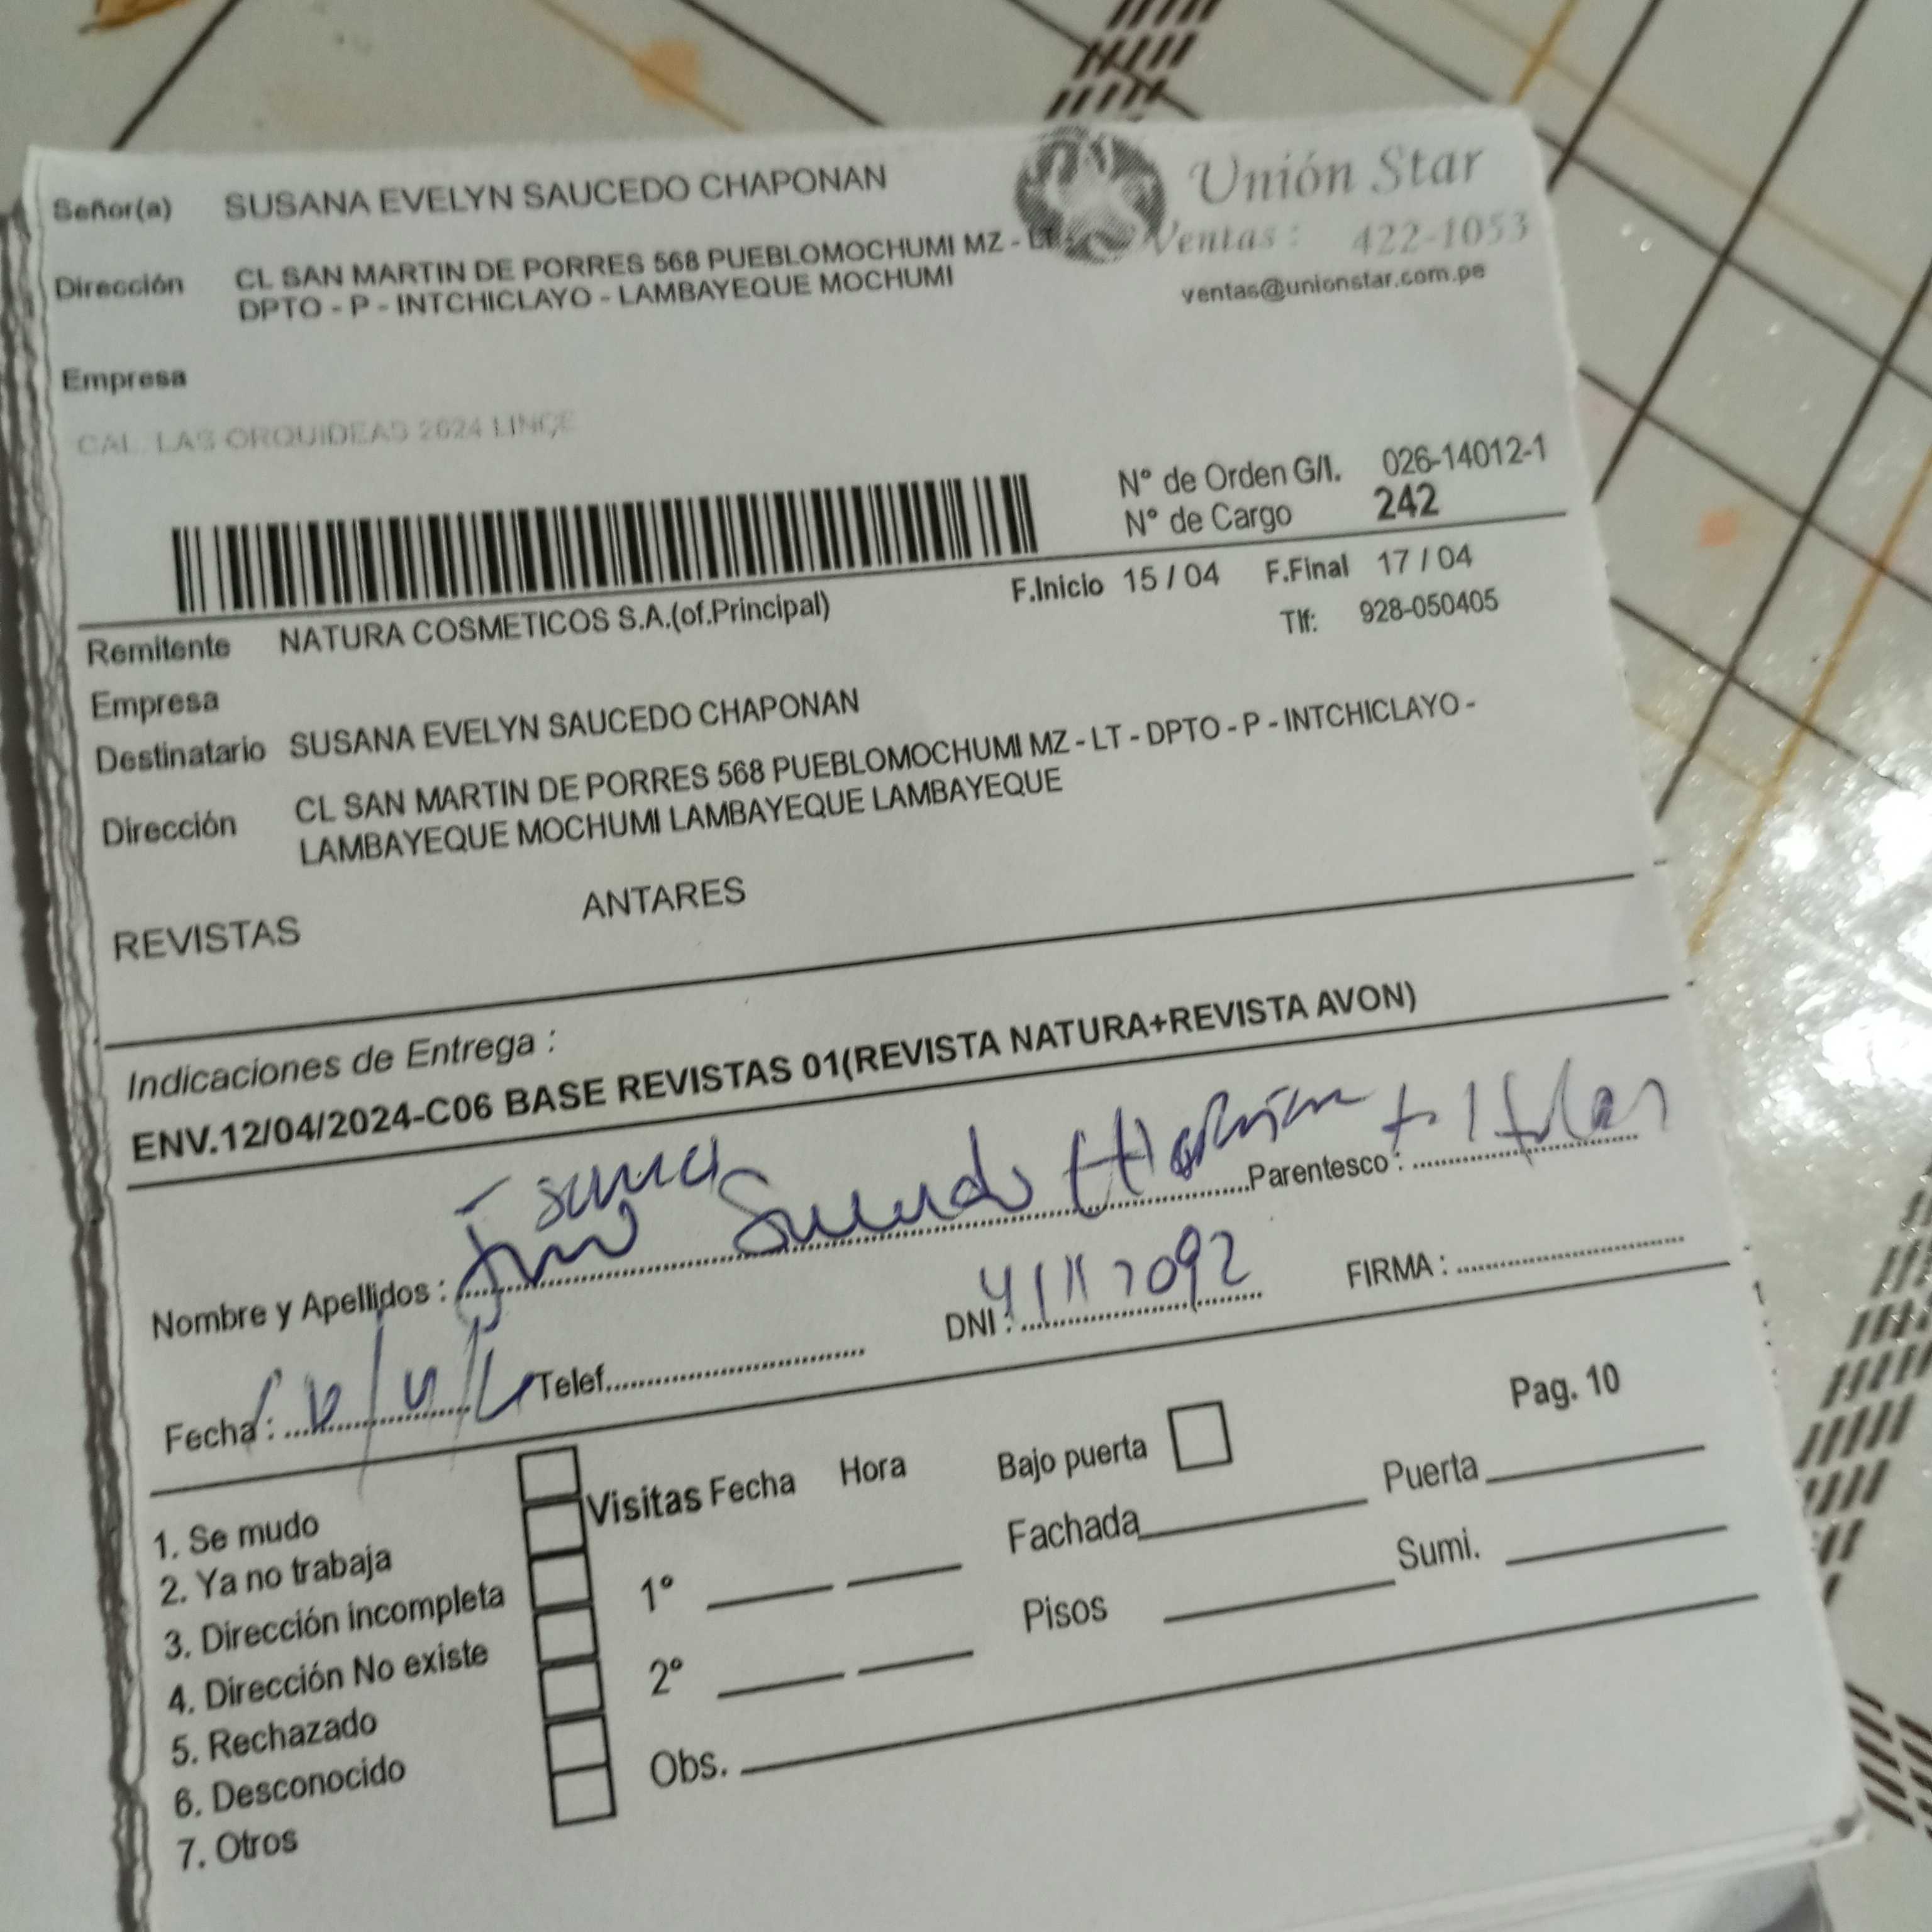 Señor(a) SUSANA EVELYN SAUCEDO CHAPONAN
Unión Star
Ventas : 422-1053
ventas@unionstar.com.pe
Dirección CL SAN MARTIN DE PORRES 568 PUEBLOMOCHUMI MZ - LT
DPTO - P - INTCHICLAYO - LAMBAYEQUE MOCHUMI
Empresa
CAL. LAS ORQUIDEAS 2624 LINCE
N° de Orden G/I. 026-14012-1
N° de Cargo 242
F.Inicio 15 / 04 F.Final 17 / 04
Remitente NATURA COSMETICOS S.A.(of.Principal)
Tlf: 928-050405
Empresa
Destinatario SUSANA EVELYN SAUCEDO CHAPONAN
Dirección CL SAN MARTIN DE PORRES 568 PUEBLOMOCHUMI MZ - LT - DPTO - P - INTCHICLAYO -
LAMBAYEQUE MOCHUMI LAMBAYEQUE LAMBAYEQUE
REVISTAS ANTARES
Indicaciones de Entrega :
ENV.12/04/2024-C06 BASE REVISTAS 01(REVISTA NATURA+REVISTA AVON)
Nombre y Apellidos : Parentesco :
Fecha : Telef. DNI : FIRMA :
Pag. 10
1. Se mudo
2. Ya no trabaja
3. Dirección incompleta
4. Dirección No existe
5. Rechazado
6. Desconocido
7. Otros
Visitas Fecha Hora
1°
2°
Obs.
Bajo puerta
Fachada Puerta
Pisos Sumi.